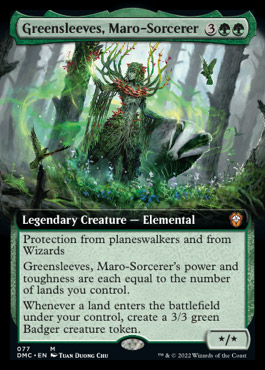 Greensleeves, Maro-Sorcerer 3
Legendary Creature — Elemental
Protection from planeswalkers and from
Wizards
Greensleeves, Maro-Sorcerer's power and
toughness are each equal to the number
of lands you control.
Whenever a land enters the battlefield
under your control, create a 3/3 green
Badger creature token.
*/*
077 M
DMC • EN Tuan Duong Chu ™ & © 2022 Wizards of the Coast